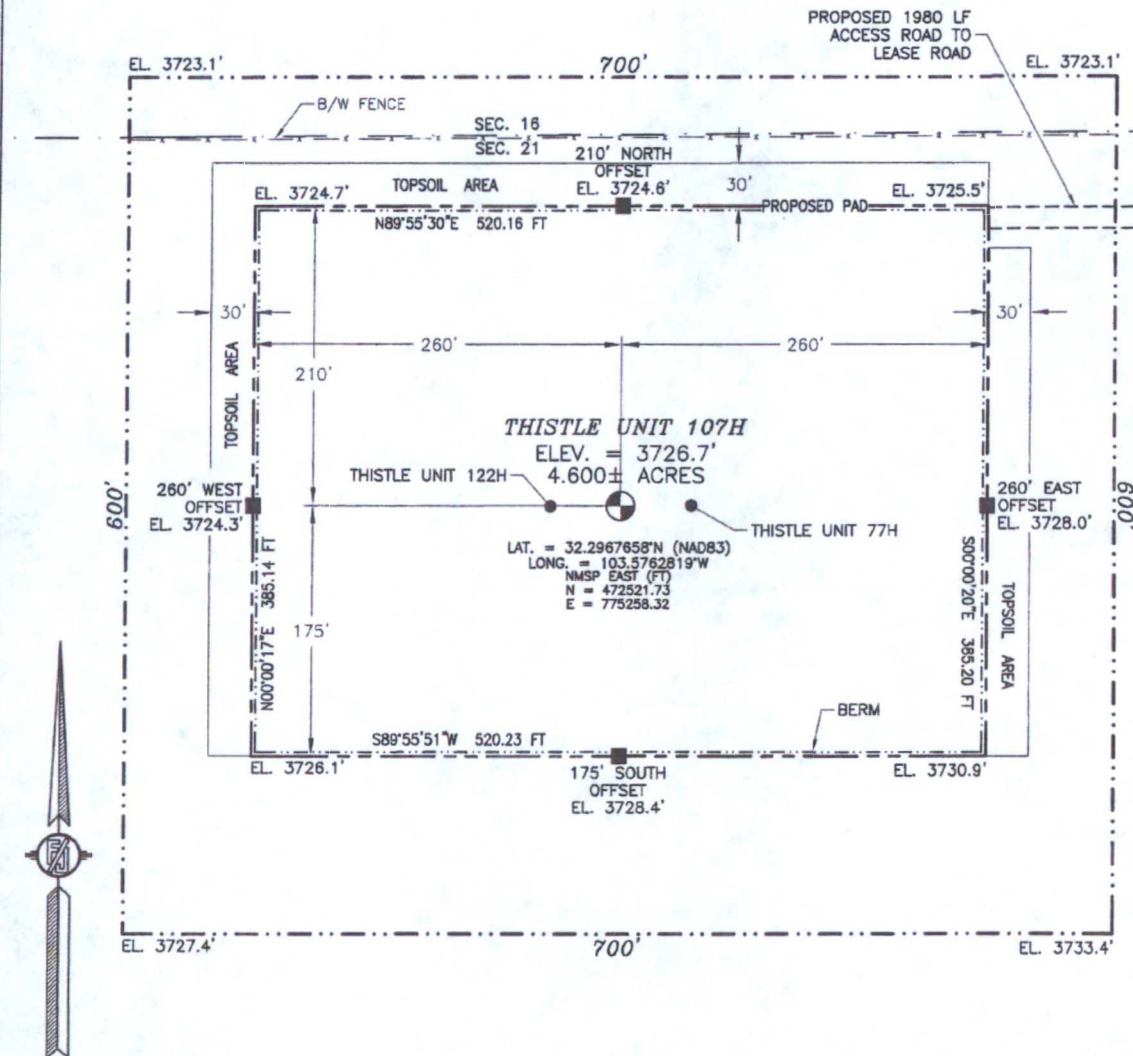 PROPOSED 1980 LF
ACCESS ROAD TO
LEASE ROAD
EL. 3723.1'
700'
EL. 3723.1'
B/W FENCE
SEC. 16
SEC. 21
210' NORTH
OFFSET
EL. 3724.6'
30'
EL. 3724.7'
TOPSOIL AREA
EL. 3725.5'
PROPOSED PAD
N89°55'30"E 520.16 FT
30'
30'
260'
260'
TOPSOIL AREA
210'
THISTLE UNIT 107H
ELEV. = 3726.7'
4.600± ACRES
THISTLE UNIT 122H
600'
260' WEST
OFFSET
EL. 3724.3'
260' EAST
OFFSET
EL. 3728.0'
600'
THISTLE UNIT 77H
LAT. = 32.2967658°N (NAD83)
LONG. = 103.5762819°W
NMSP EAST (FT)
N = 472521.73
E = 775258.32
N00°00'17"E 385.14 FT
175'
S00°00'20"E 385.20 FT
TOPSOIL AREA
BERM
S89°55'51"W 520.23 FT
EL. 3726.1'
175' SOUTH
OFFSET
EL. 3728.4'
EL. 3730.9'
EL. 3727.4'
700'
EL. 3733.4'